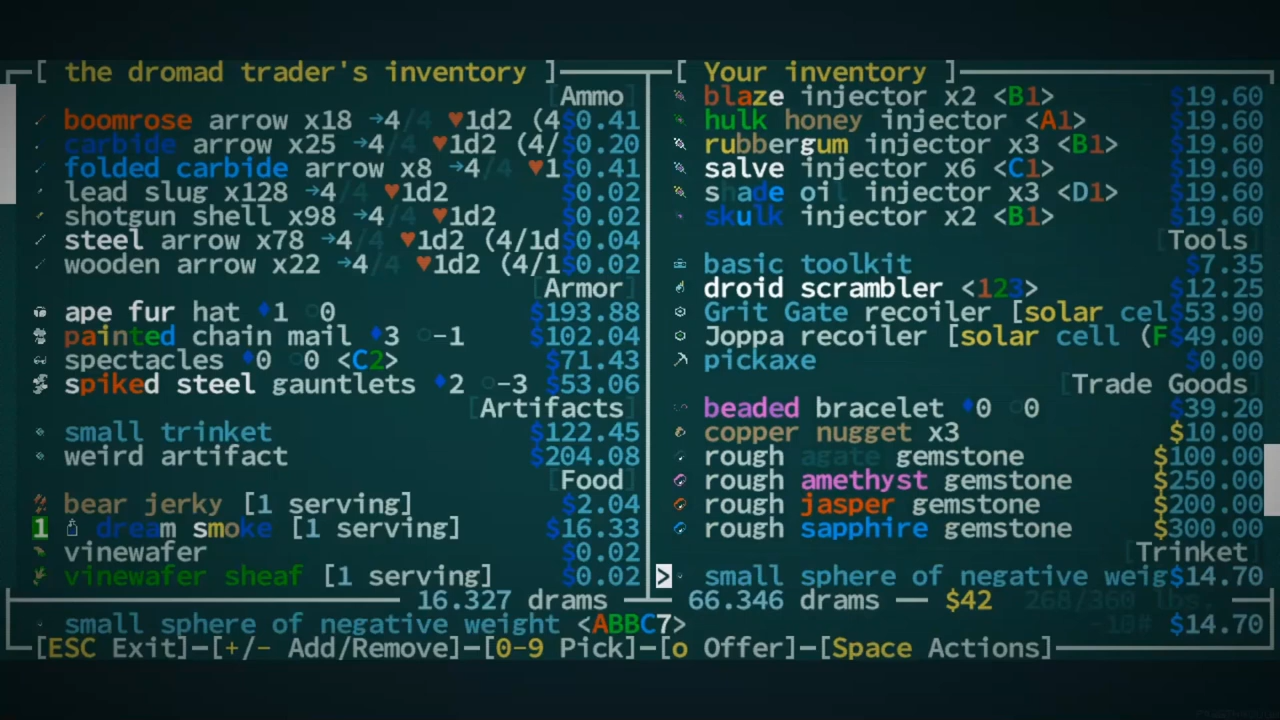 [ the dromad trader's inventory ]
[Ammo]
boomrose arrow x18 →4/4 ♥1d2 (4 $0.41
carbide arrow x25 →4/4 ♥1d2 (4/ $0.20
folded carbide arrow x8 →4/4 ♥1 $0.41
lead slug x128 →4/4 ♥1d2 $0.02
shotgun shell x98 →4/4 ♥1d2 $0.02
steel arrow x78 →4/4 ♥1d2 (4/1d $0.04
wooden arrow x22 →4/4 ♥1d2 (4/1 $0.02
[Armor]
ape fur hat ♦1 ○0 $193.88
painted chain mail ♦3 ○-1 $102.04
spectacles ♦0 ○0 <C2> $71.43
spiked steel gauntlets ♦2 ○-3 $53.06
[Artifacts]
small trinket $122.45
weird artifact $204.08
[Food]
bear jerky [1 serving] $2.04
1 dream smoke [1 serving] $16.33
vinewafer $0.02
vinewafer sheaf [1 serving] $0.02
[ Your inventory ]
blaze injector x2 <B1> $19.60
hulk honey injector <A1> $19.60
rubbergum injector x3 <B1> $19.60
salve injector x6 <C1> $19.60
shade oil injector x3 <D1> $19.60
skulk injector x2 <B1> $19.60
[Tools]
basic toolkit $7.35
droid scrambler <123> $12.25
Grit Gate recoiler [solar cel $53.90
Joppa recoiler [solar cell (F $49.00
pickaxe $0.00
[Trade Goods]
beaded bracelet ♦0 ○0 $39.20
copper nugget x3 $10.00
rough agate gemstone $100.00
rough amethyst gemstone $250.00
rough jasper gemstone $200.00
rough sapphire gemstone $300.00
[Trinket]
> small sphere of negative weig $14.70
16.327 drams 66.346 drams — $42 268/360 lbs.
small sphere of negative weight <ABBC7> -10# $14.70
[ESC Exit]-[+/- Add/Remove]-[0-9 Pick]-[o Offer]-[Space Actions]